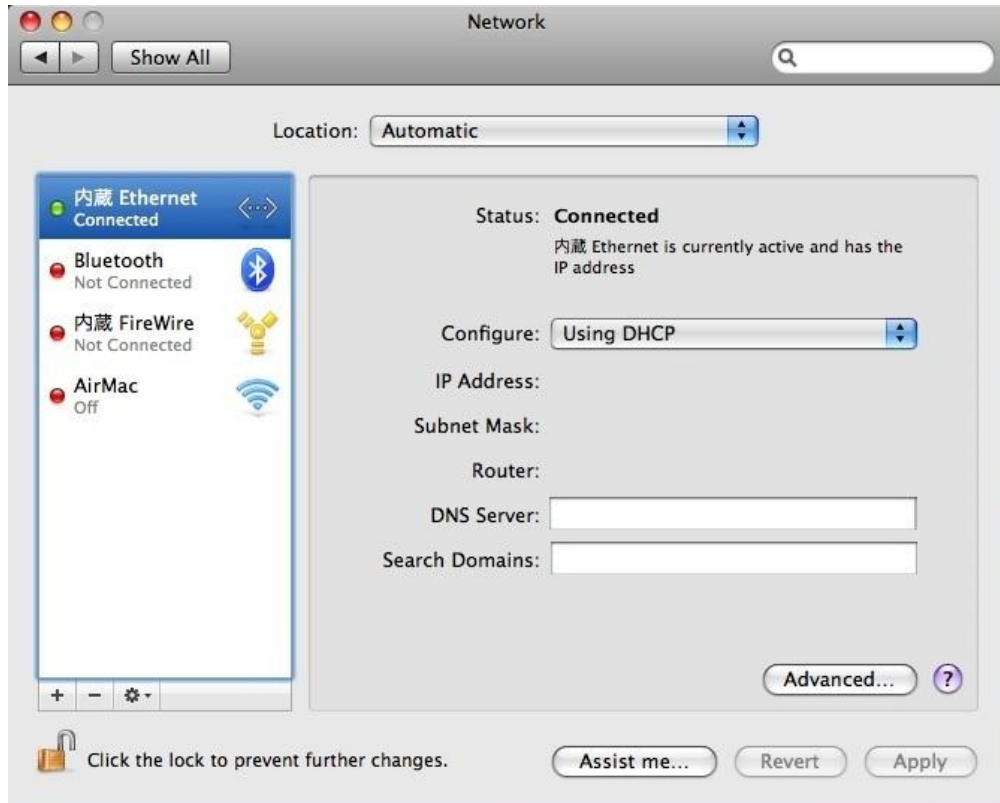 Network
Show All
Location: Automatic
内蔵 Ethernet
Connected
Bluetooth
Not Connected
内蔵 FireWire
Not Connected
AirMac
Off
Status: Connected
内蔵 Ethernet is currently active and has the
IP address
Configure: Using DHCP
IP Address:
Subnet Mask:
Router:
DNS Server:
Search Domains:
Advanced... ?
+ −
Click the lock to prevent further changes.
Assist me... Revert Apply